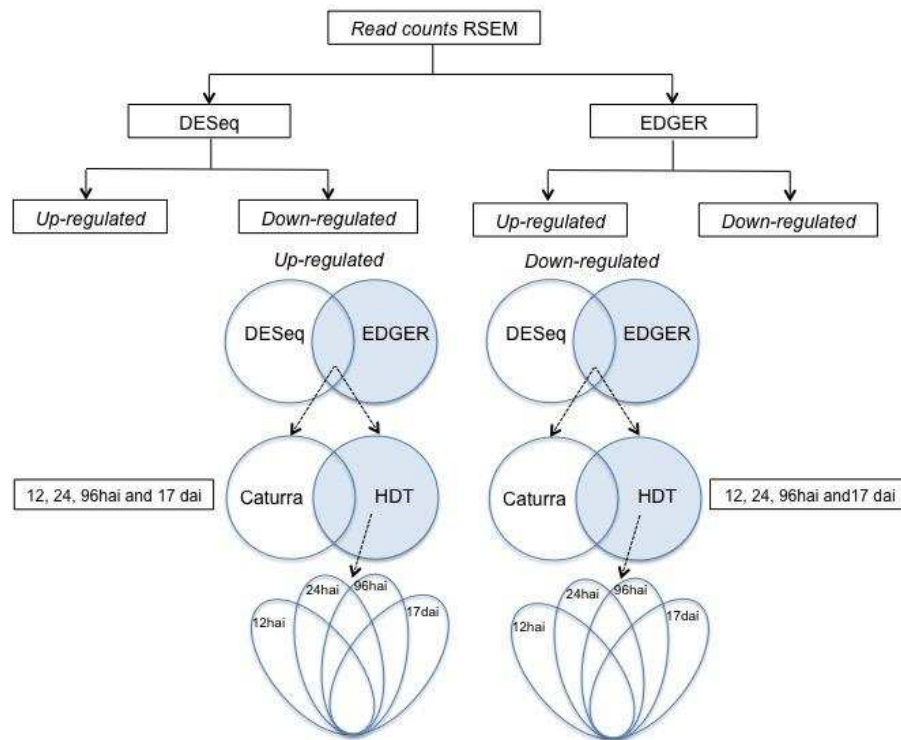 Read counts RSEM
DESeq
EDGER
Up-regulated
Down-regulated
Up-regulated
Down-regulated
Up-regulated
Down-regulated
DESeq
EDGER
DESeq
EDGER
12, 24, 96hai and 17 dai
Caturra
HDT
Caturra
HDT
12, 24, 96hai and17 dai
12hai
24hai
96hai
17dai
12hai
24hai
96hai
17dai